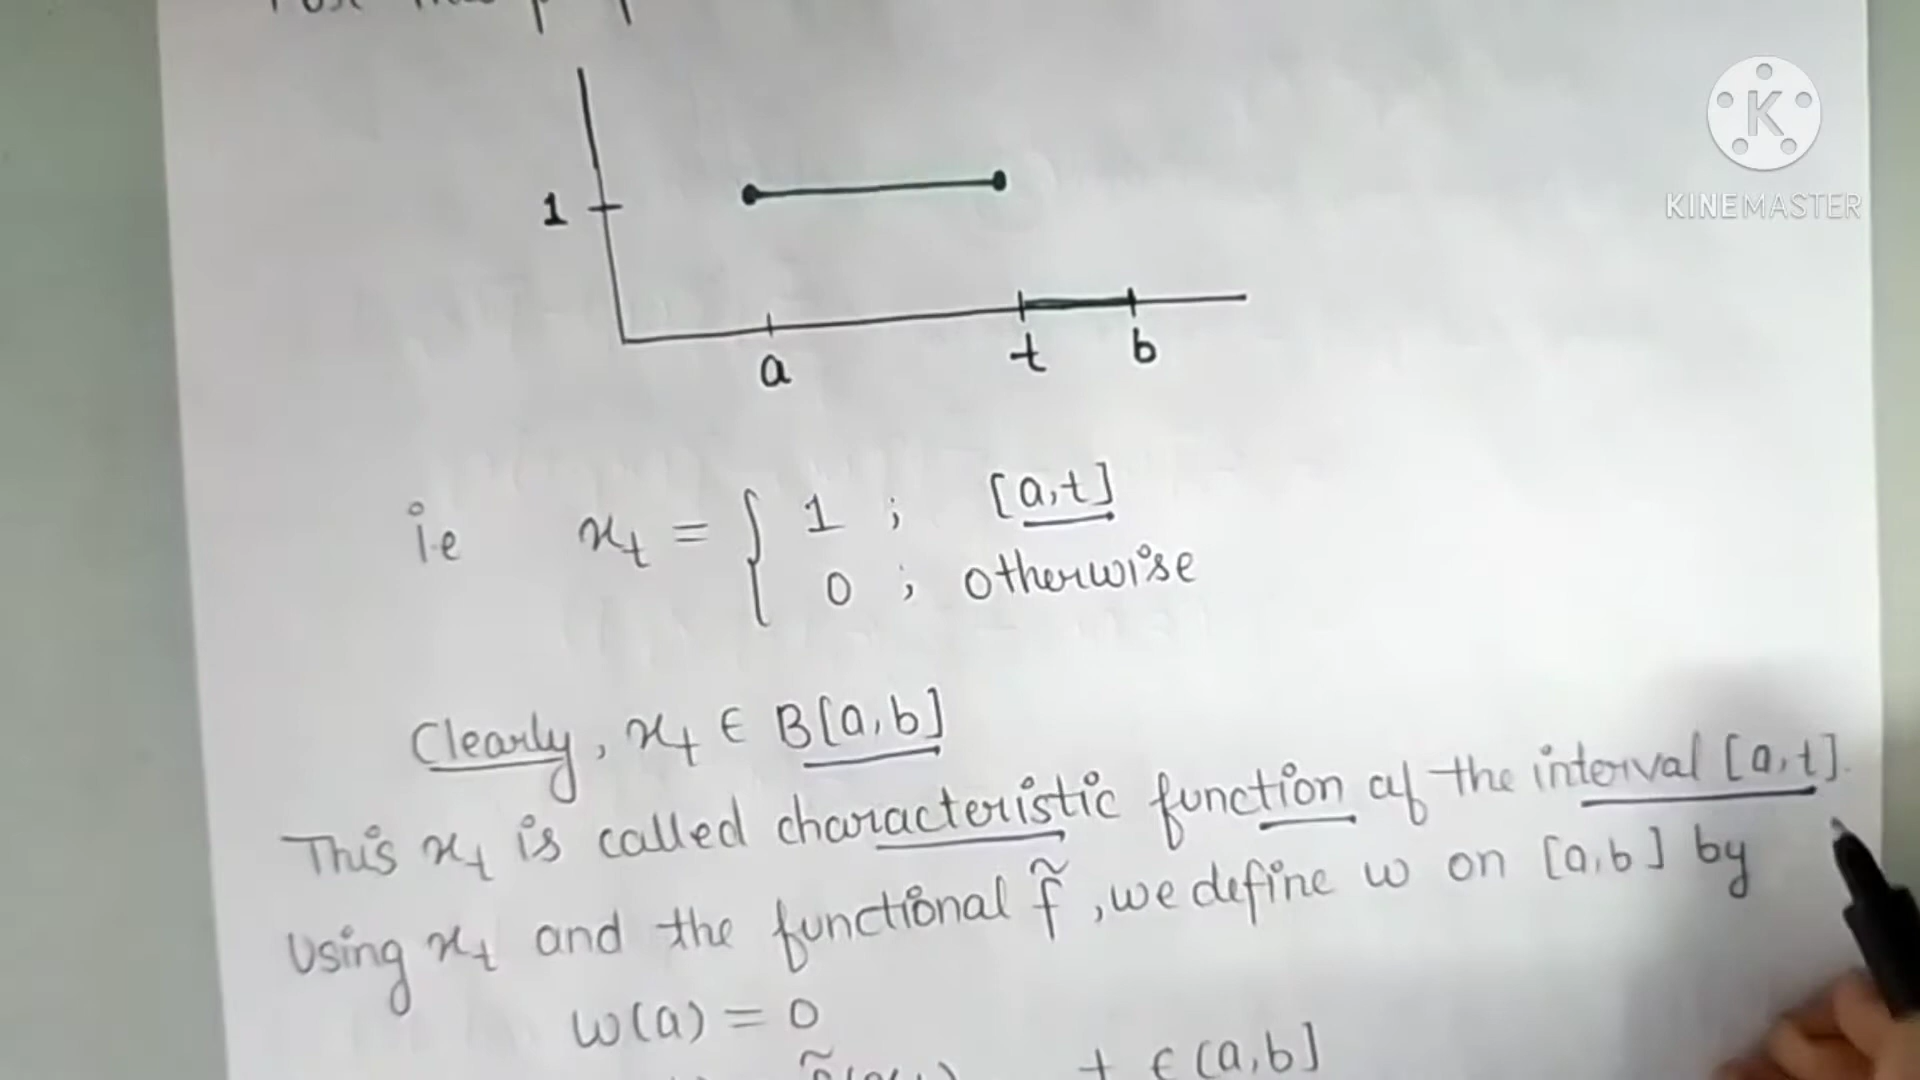 1
a t b
i.e x_t = { 1 ; [a,t]
0 ; otherwise
Clearly, x_t ∈ B[a,b]
This x_t is called characteristic function of the interval [a,t].
Using x_t and the functional f̃, we define w on [a,b] by
w(a) = 0
t ∈ (a,b]
K
KINEMASTER